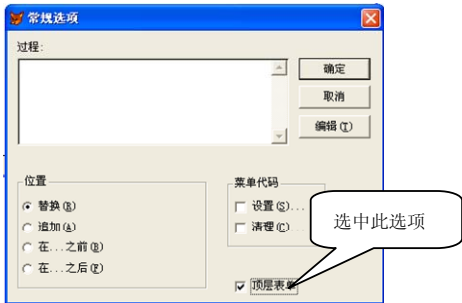 常规选项
过程:
确定
取消
编辑(T)
位置
替换(R)
追加(A)
在...之前(B)
在...之后(F)
菜单代码
设置(S)...
清理(C)...
顶层表单
选中此选项